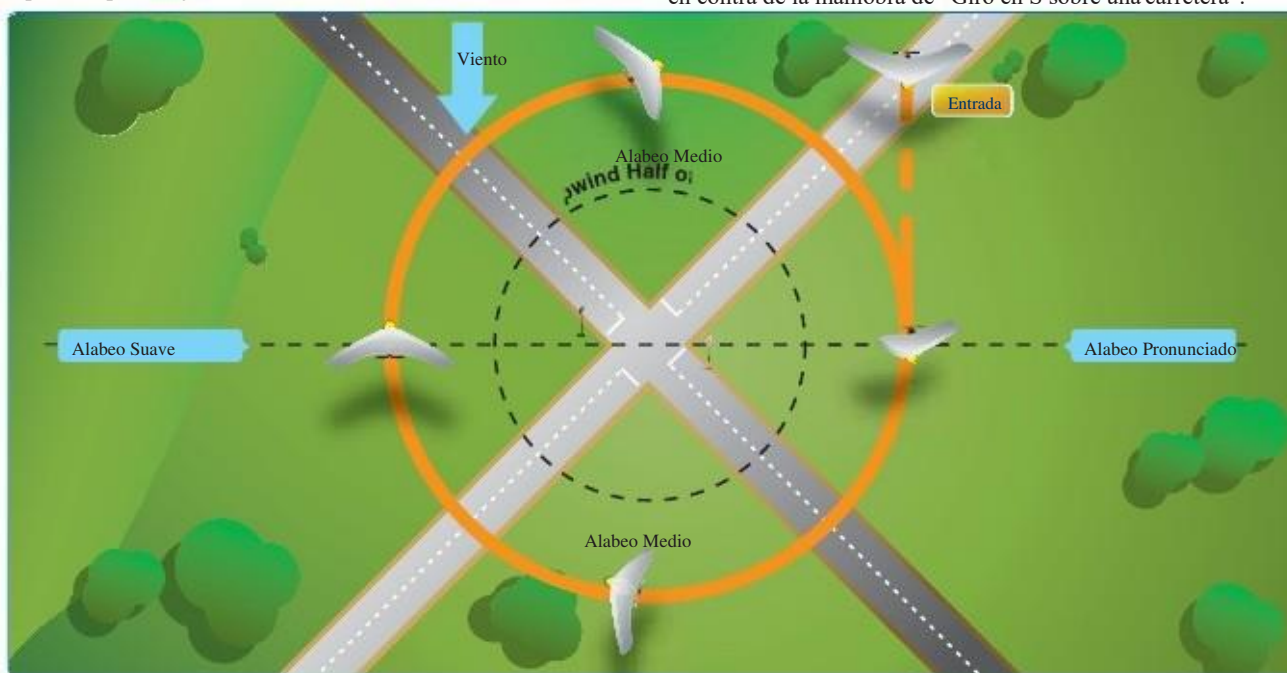 en contra de la maniobra de "Giro en S sobre una carretera".
Viento
Entrada
Alabeo Medio
wind Half o
Alabeo Suave
Alabeo Pronunciado
Alabeo Medio